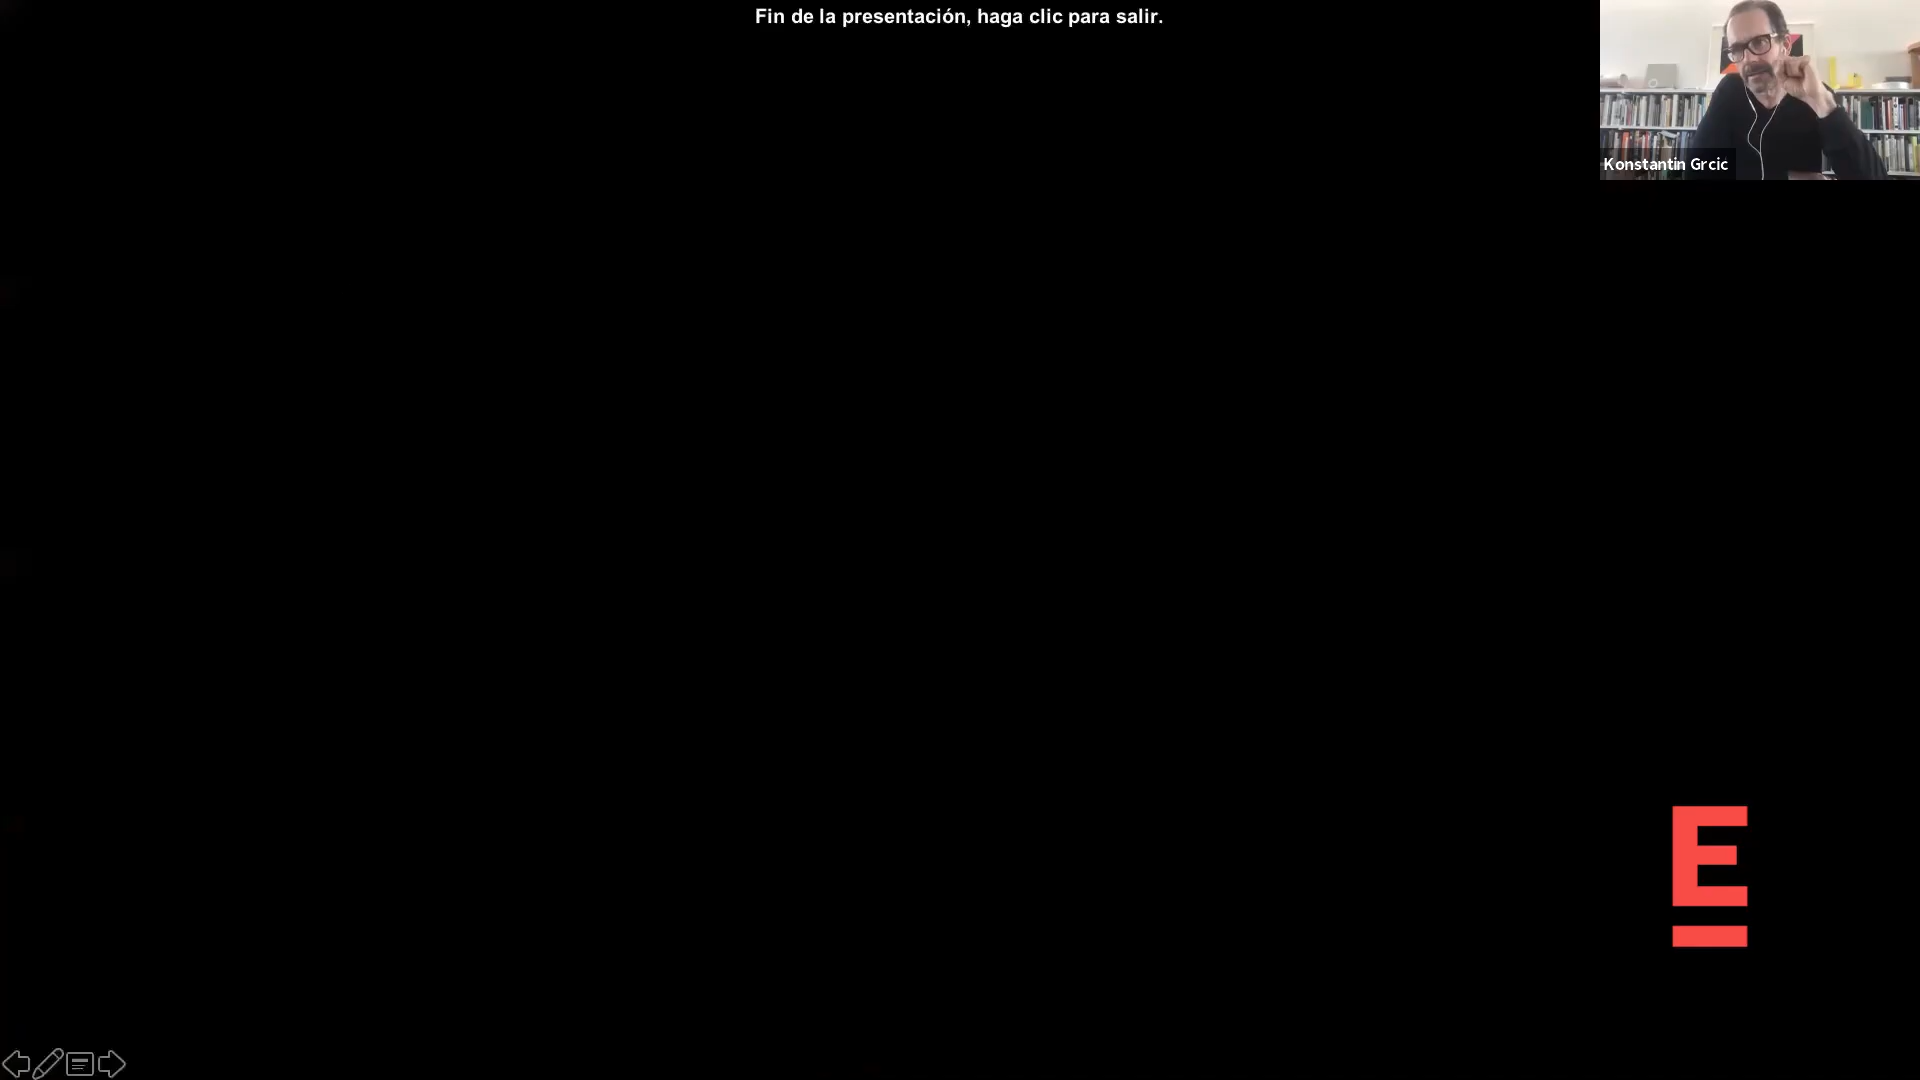 Fin de la presentación, haga clic para salir.
Konstantin Grcic
E